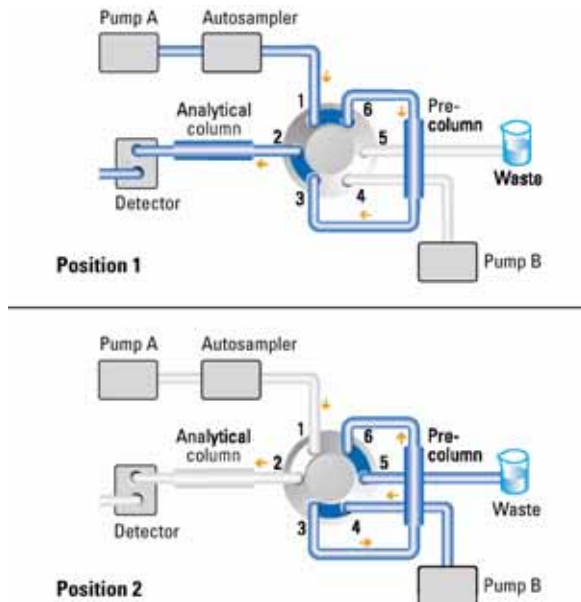 Pump A
Autosampler
1
6
Analytical
column
2
Pre-
column
5
Waste
3
4
Detector
Position 1
Pump B
Pump A
Autosampler
1
6
Analytical
column
2
Pre-
column
5
Waste
3
4
Detector
Position 2
Pump B